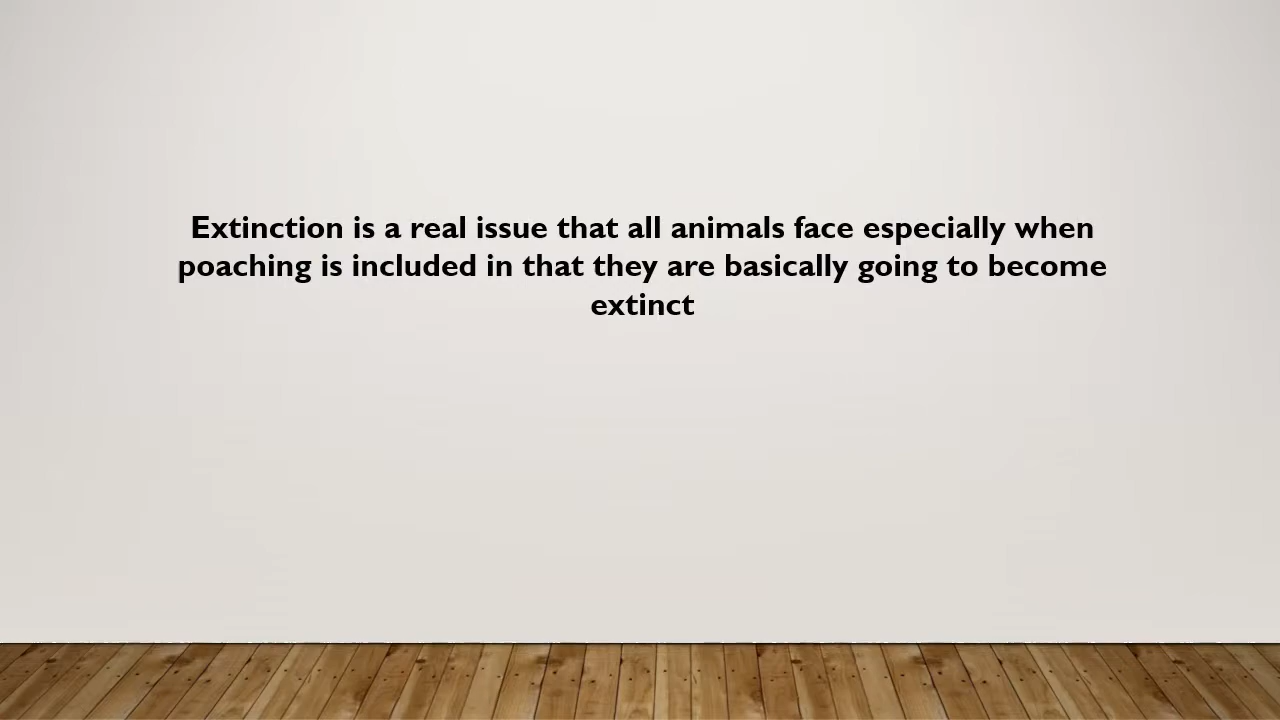 Extinction is a real issue that all animals face especially when
poaching is included in that they are basically going to become
extinct